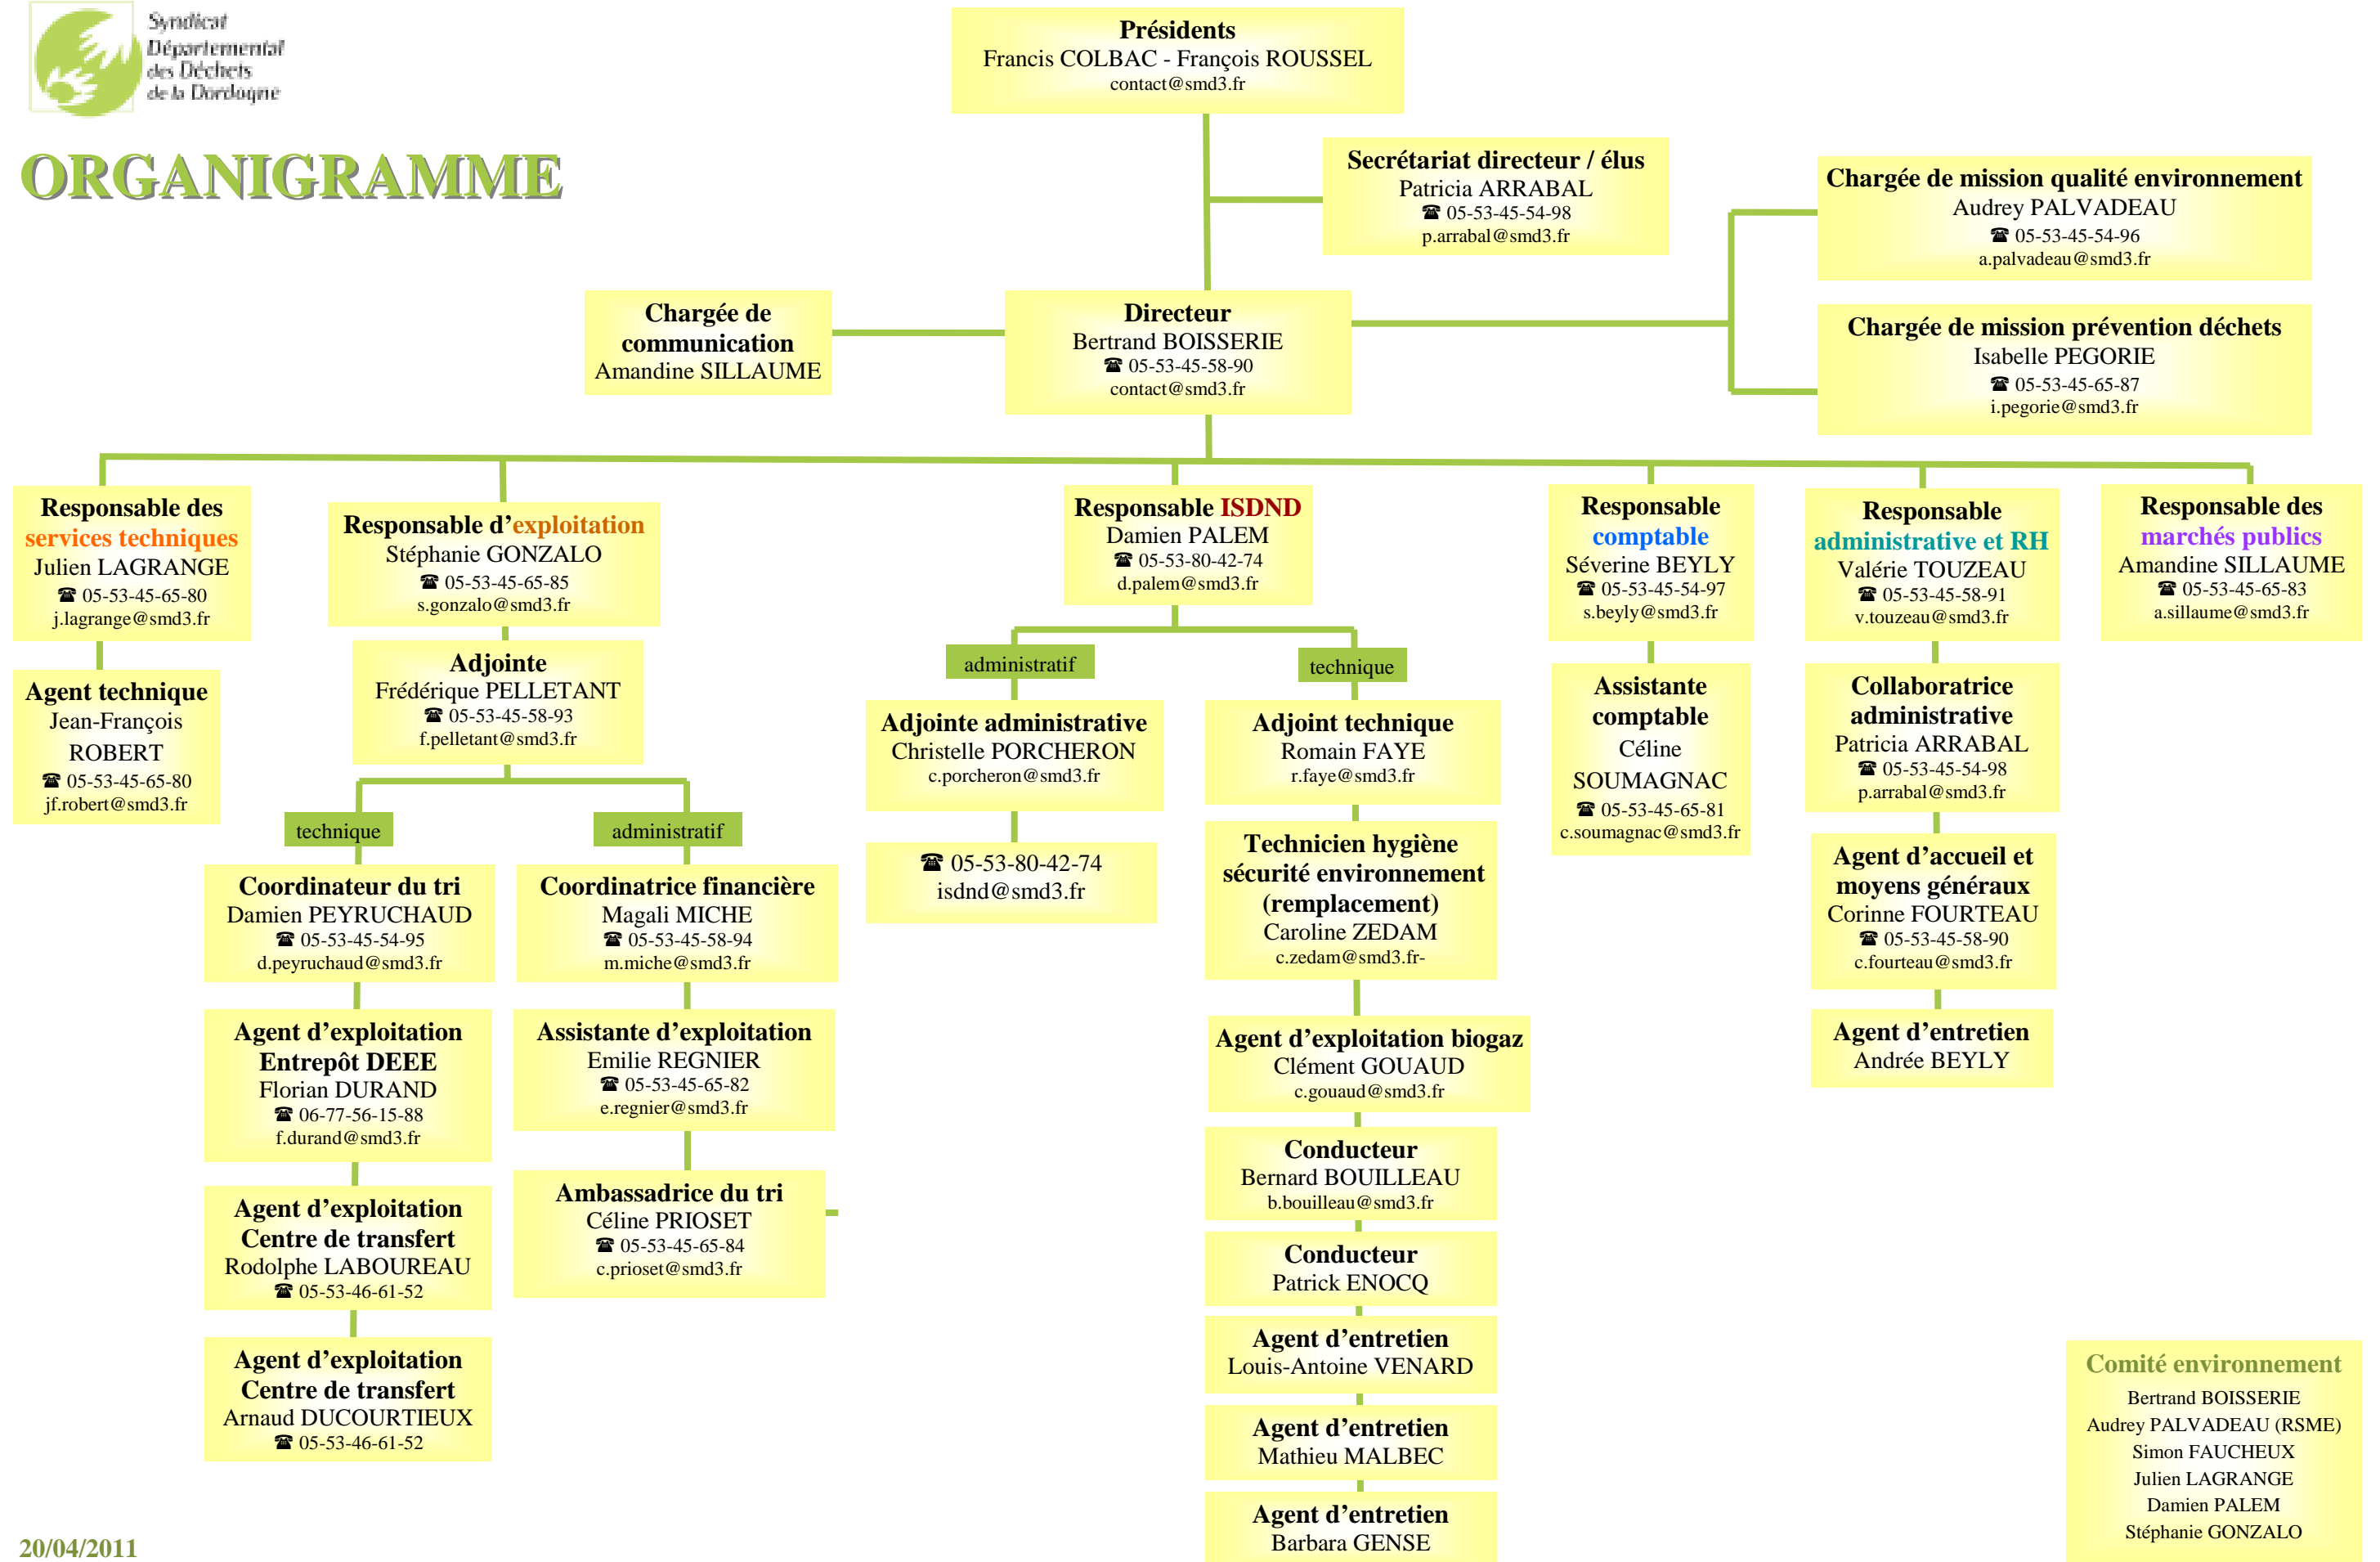 Syndicat
Départemental
des Déchets
de la Dordogne
ORGANIGRAMME
Présidents
Francis COLBAC - François ROUSSEL
contact@smd3.fr
Secrétariat directeur / élus
Patricia ARRABAL
☎ 05-53-45-54-98
p.arrabal@smd3.fr
Chargée de mission qualité environnement
Audrey PALVADEAU
☎ 05-53-45-54-96
a.palvadeau@smd3.fr
Chargée de
communication
Amandine SILLAUME
Directeur
Bertrand BOISSERIE
☎ 05-53-45-58-90
contact@smd3.fr
Chargée de mission prévention déchets
Isabelle PEGORIE
☎ 05-53-45-65-87
i.pegorie@smd3.fr
Responsable des
services techniques
Julien LAGRANGE
☎ 05-53-45-65-80
j.lagrange@smd3.fr
Agent technique
Jean-François
ROBERT
☎ 05-53-45-65-80
jf.robert@smd3.fr
Responsable d’exploitation
Stéphanie GONZALO
☎ 05-53-45-65-85
s.gonzalo@smd3.fr
Adjointe
Frédérique PELLETANT
☎ 05-53-45-58-93
f.pelletant@smd3.fr
technique
Coordinateur du tri
Damien PEYRUCHAUD
☎ 05-53-45-54-95
d.peyruchaud@smd3.fr
Agent d’exploitation
Entrepôt DEEE
Florian DURAND
☎ 06-77-56-15-88
f.durand@smd3.fr
Agent d’exploitation
Centre de transfert
Rodolphe LABOUREAU
☎ 05-53-46-61-52
Agent d’exploitation
Centre de transfert
Arnaud DUCOURTIEUX
☎ 05-53-46-61-52
administratif
Coordinatrice financière
Magali MICHE
☎ 05-53-45-58-94
m.miche@smd3.fr
Assistante d’exploitation
Emilie REGNIER
☎ 05-53-45-65-82
e.regnier@smd3.fr
Ambassadrice du tri
Céline PRIOSET
☎ 05-53-45-65-84
c.prioset@smd3.fr
Responsable ISDND
Damien PALEM
☎ 05-53-80-42-74
d.palem@smd3.fr
administratif
Adjointe administrative
Christelle PORCHERON
c.porcheron@smd3.fr
☎ 05-53-80-42-74
isdnd@smd3.fr
technique
Adjoint technique
Romain FAYE
r.faye@smd3.fr
Technicien hygiène
sécurité environnement
(remplacement)
Caroline ZEDAM
c.zedam@smd3.fr-
Agent d’exploitation biogaz
Clément GOUAUD
c.gouaud@smd3.fr
Conducteur
Bernard BOUILLEAU
b.bouilleau@smd3.fr
Conducteur
Patrick ENOCQ
Agent d’entretien
Louis-Antoine VENARD
Agent d’entretien
Mathieu MALBEC
Agent d’entretien
Barbara GENSE
Responsable
comptable
Séverine BEYLY
☎ 05-53-45-54-97
s.beyly@smd3.fr
Assistante
comptable
Céline
SOUMAGNAC
☎ 05-53-45-65-81
c.soumagnac@smd3.fr
Responsable
administrative et RH
Valérie TOUZEAU
☎ 05-53-45-58-91
v.touzeau@smd3.fr
Collaboratrice
administrative
Patricia ARRABAL
☎ 05-53-45-54-98
p.arrabal@smd3.fr
Agent d’accueil et
moyens généraux
Corinne FOURTEAU
☎ 05-53-45-58-90
c.fourteau@smd3.fr
Agent d’entretien
Andrée BEYLY
Responsable des
marchés publics
Amandine SILLAUME
☎ 05-53-45-65-83
a.sillaume@smd3.fr
Comité environnement
Bertrand BOISSERIE
Audrey PALVADEAU (RSME)
Simon FAUCHEUX
Julien LAGRANGE
Damien PALEM
Stéphanie GONZALO
20/04/2011